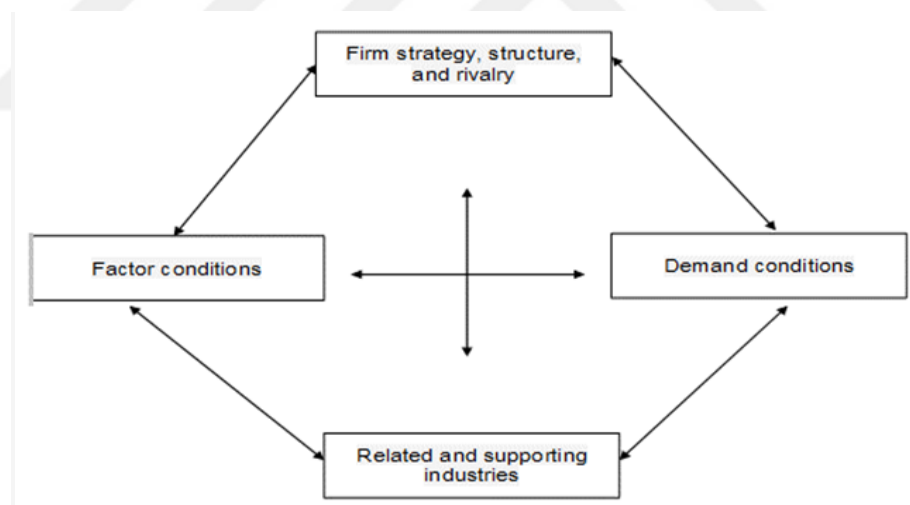 Firm strategy, structure,
and rivalry
Factor conditions
Demand conditions
Related and supporting
industries